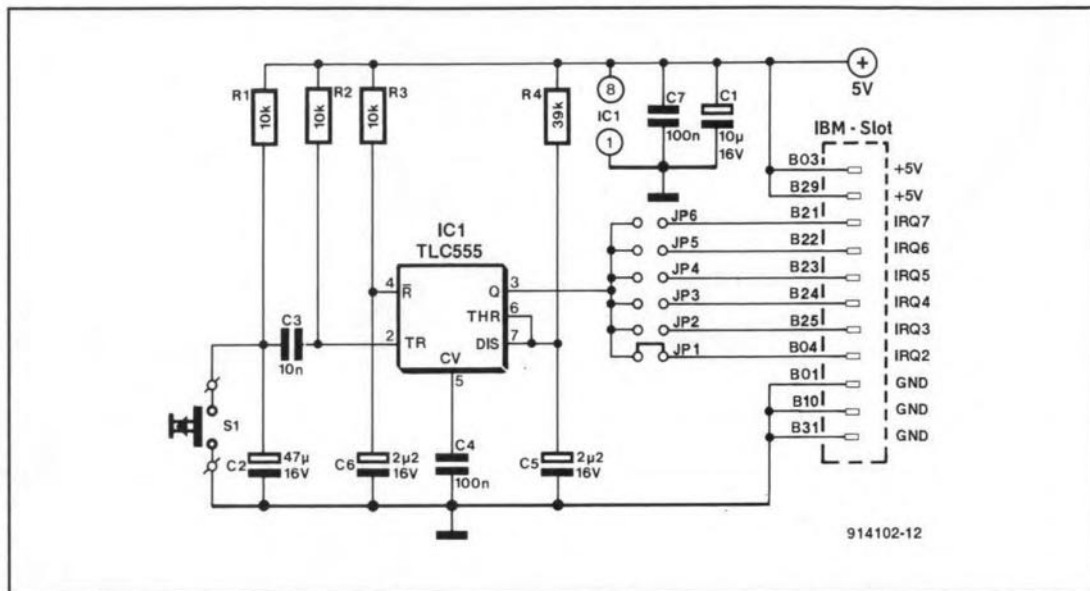 R1
10k
R2
10k
R3
10k
R4
39k
8
IC1
1
C7
100n
C1
10µ
16V
+
5V
IBM - Slot
B03
+5V
B29
+5V
JP6
B21
IRQ7
JP5
B22
IRQ6
JP4
B23
IRQ5
JP3
B24
IRQ4
JP2
B25
IRQ3
JP1
B04
IRQ2
B01
GND
B10
GND
B31
GND
IC1
TLC555
4
R
Q
3
THR
6
2
TR
DIS
7
CV
5
C3
10n
S1
C2
47µ
16V
C6
2µ2
16V
C4
100n
C5
2µ2
16V
914102-12